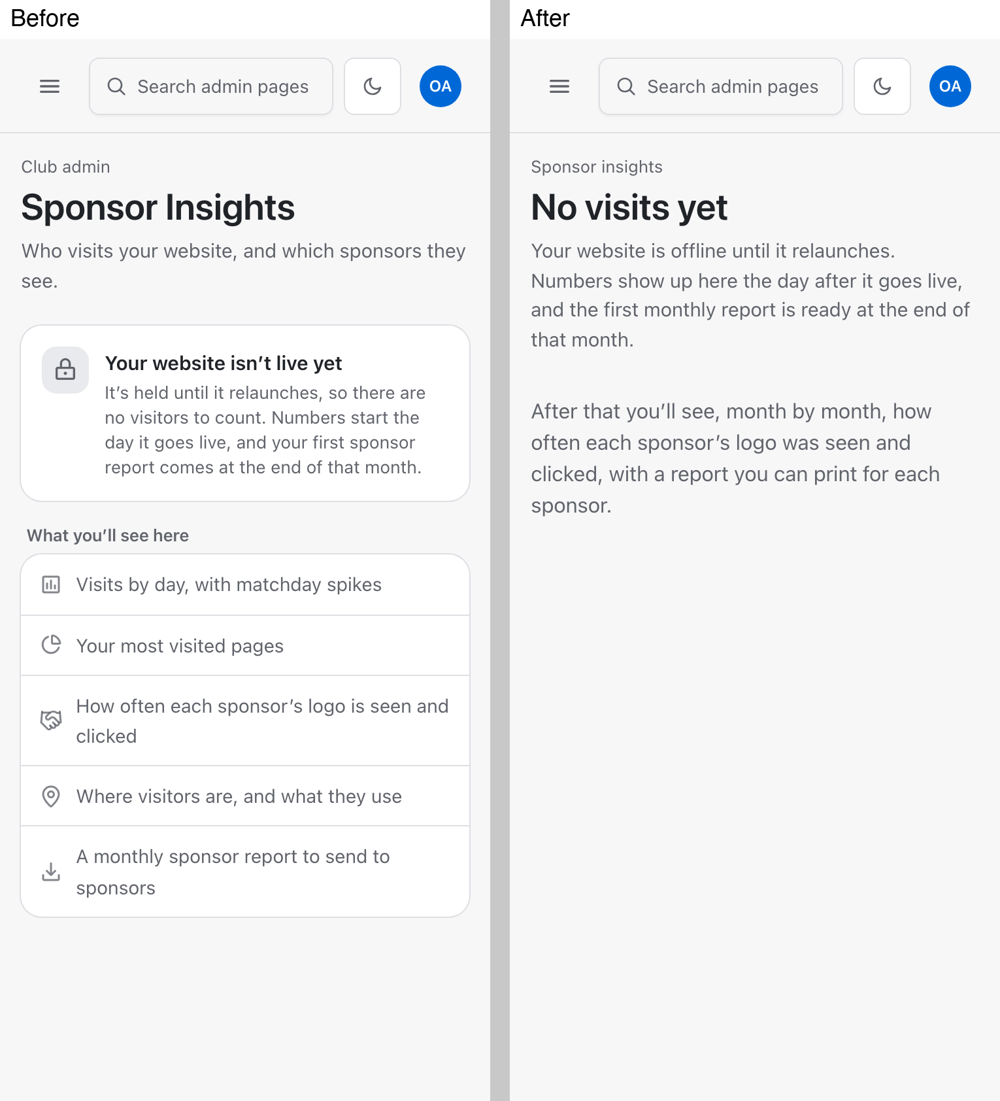 Before
Search admin pages
OA
Club admin
Sponsor Insights
Who visits your website, and which sponsors they
see.
Your website isn’t live yet
It’s held until it relaunches, so there are
no visitors to count. Numbers start the
day it goes live, and your first sponsor
report comes at the end of that month.
What you’ll see here
Visits by day, with matchday spikes
Your most visited pages
How often each sponsor’s logo is seen and
clicked
Where visitors are, and what they use
A monthly sponsor report to send to
sponsors
After
Search admin pages
OA
Sponsor insights
No visits yet
Your website is offline until it relaunches.
Numbers show up here the day after it goes live,
and the first monthly report is ready at the end of
that month.
After that you’ll see, month by month, how
often each sponsor’s logo was seen and
clicked, with a report you can print for each
sponsor.